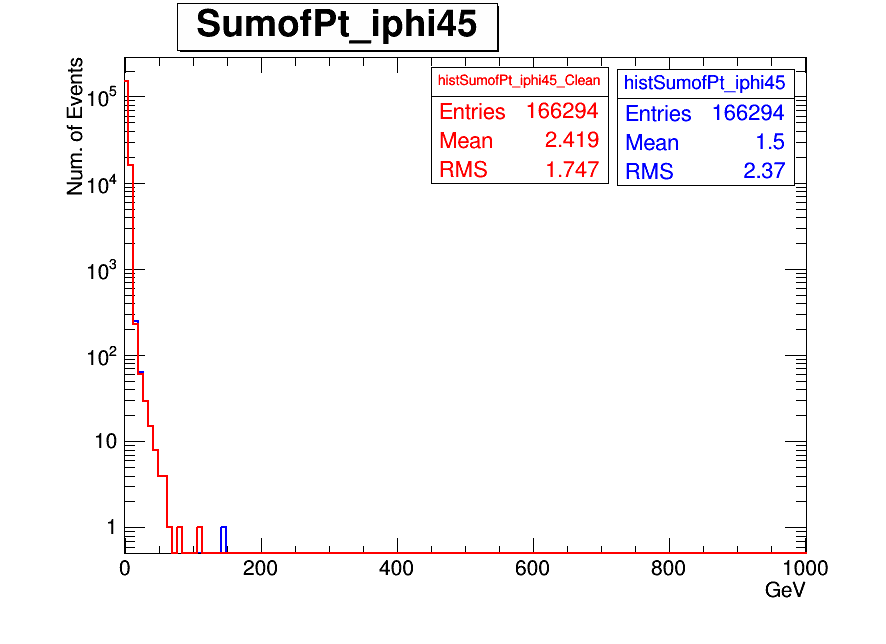 SumofPt_iphi45
histSumofPt_iphi45_Clean
Entries 166294
Mean 2.419
RMS 1.747
histSumofPt_iphi45
Entries 166294
Mean 1.5
RMS 2.37
Num. of Events
10^5
10^4
10^3
10^2
10
1
0 200 400 600 800 1000
GeV